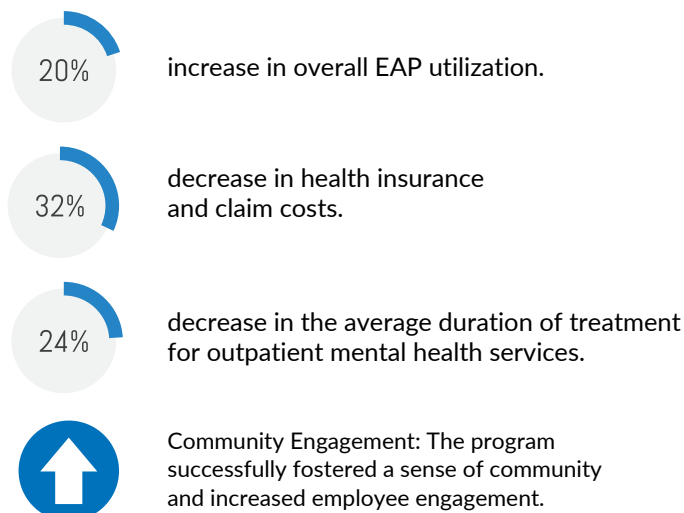 20%
increase in overall EAP utilization.
32%
decrease in health insurance
and claim costs.
24%
decrease in the average duration of treatment
for outpatient mental health services.
Community Engagement: The program
successfully fostered a sense of community
and increased employee engagement.